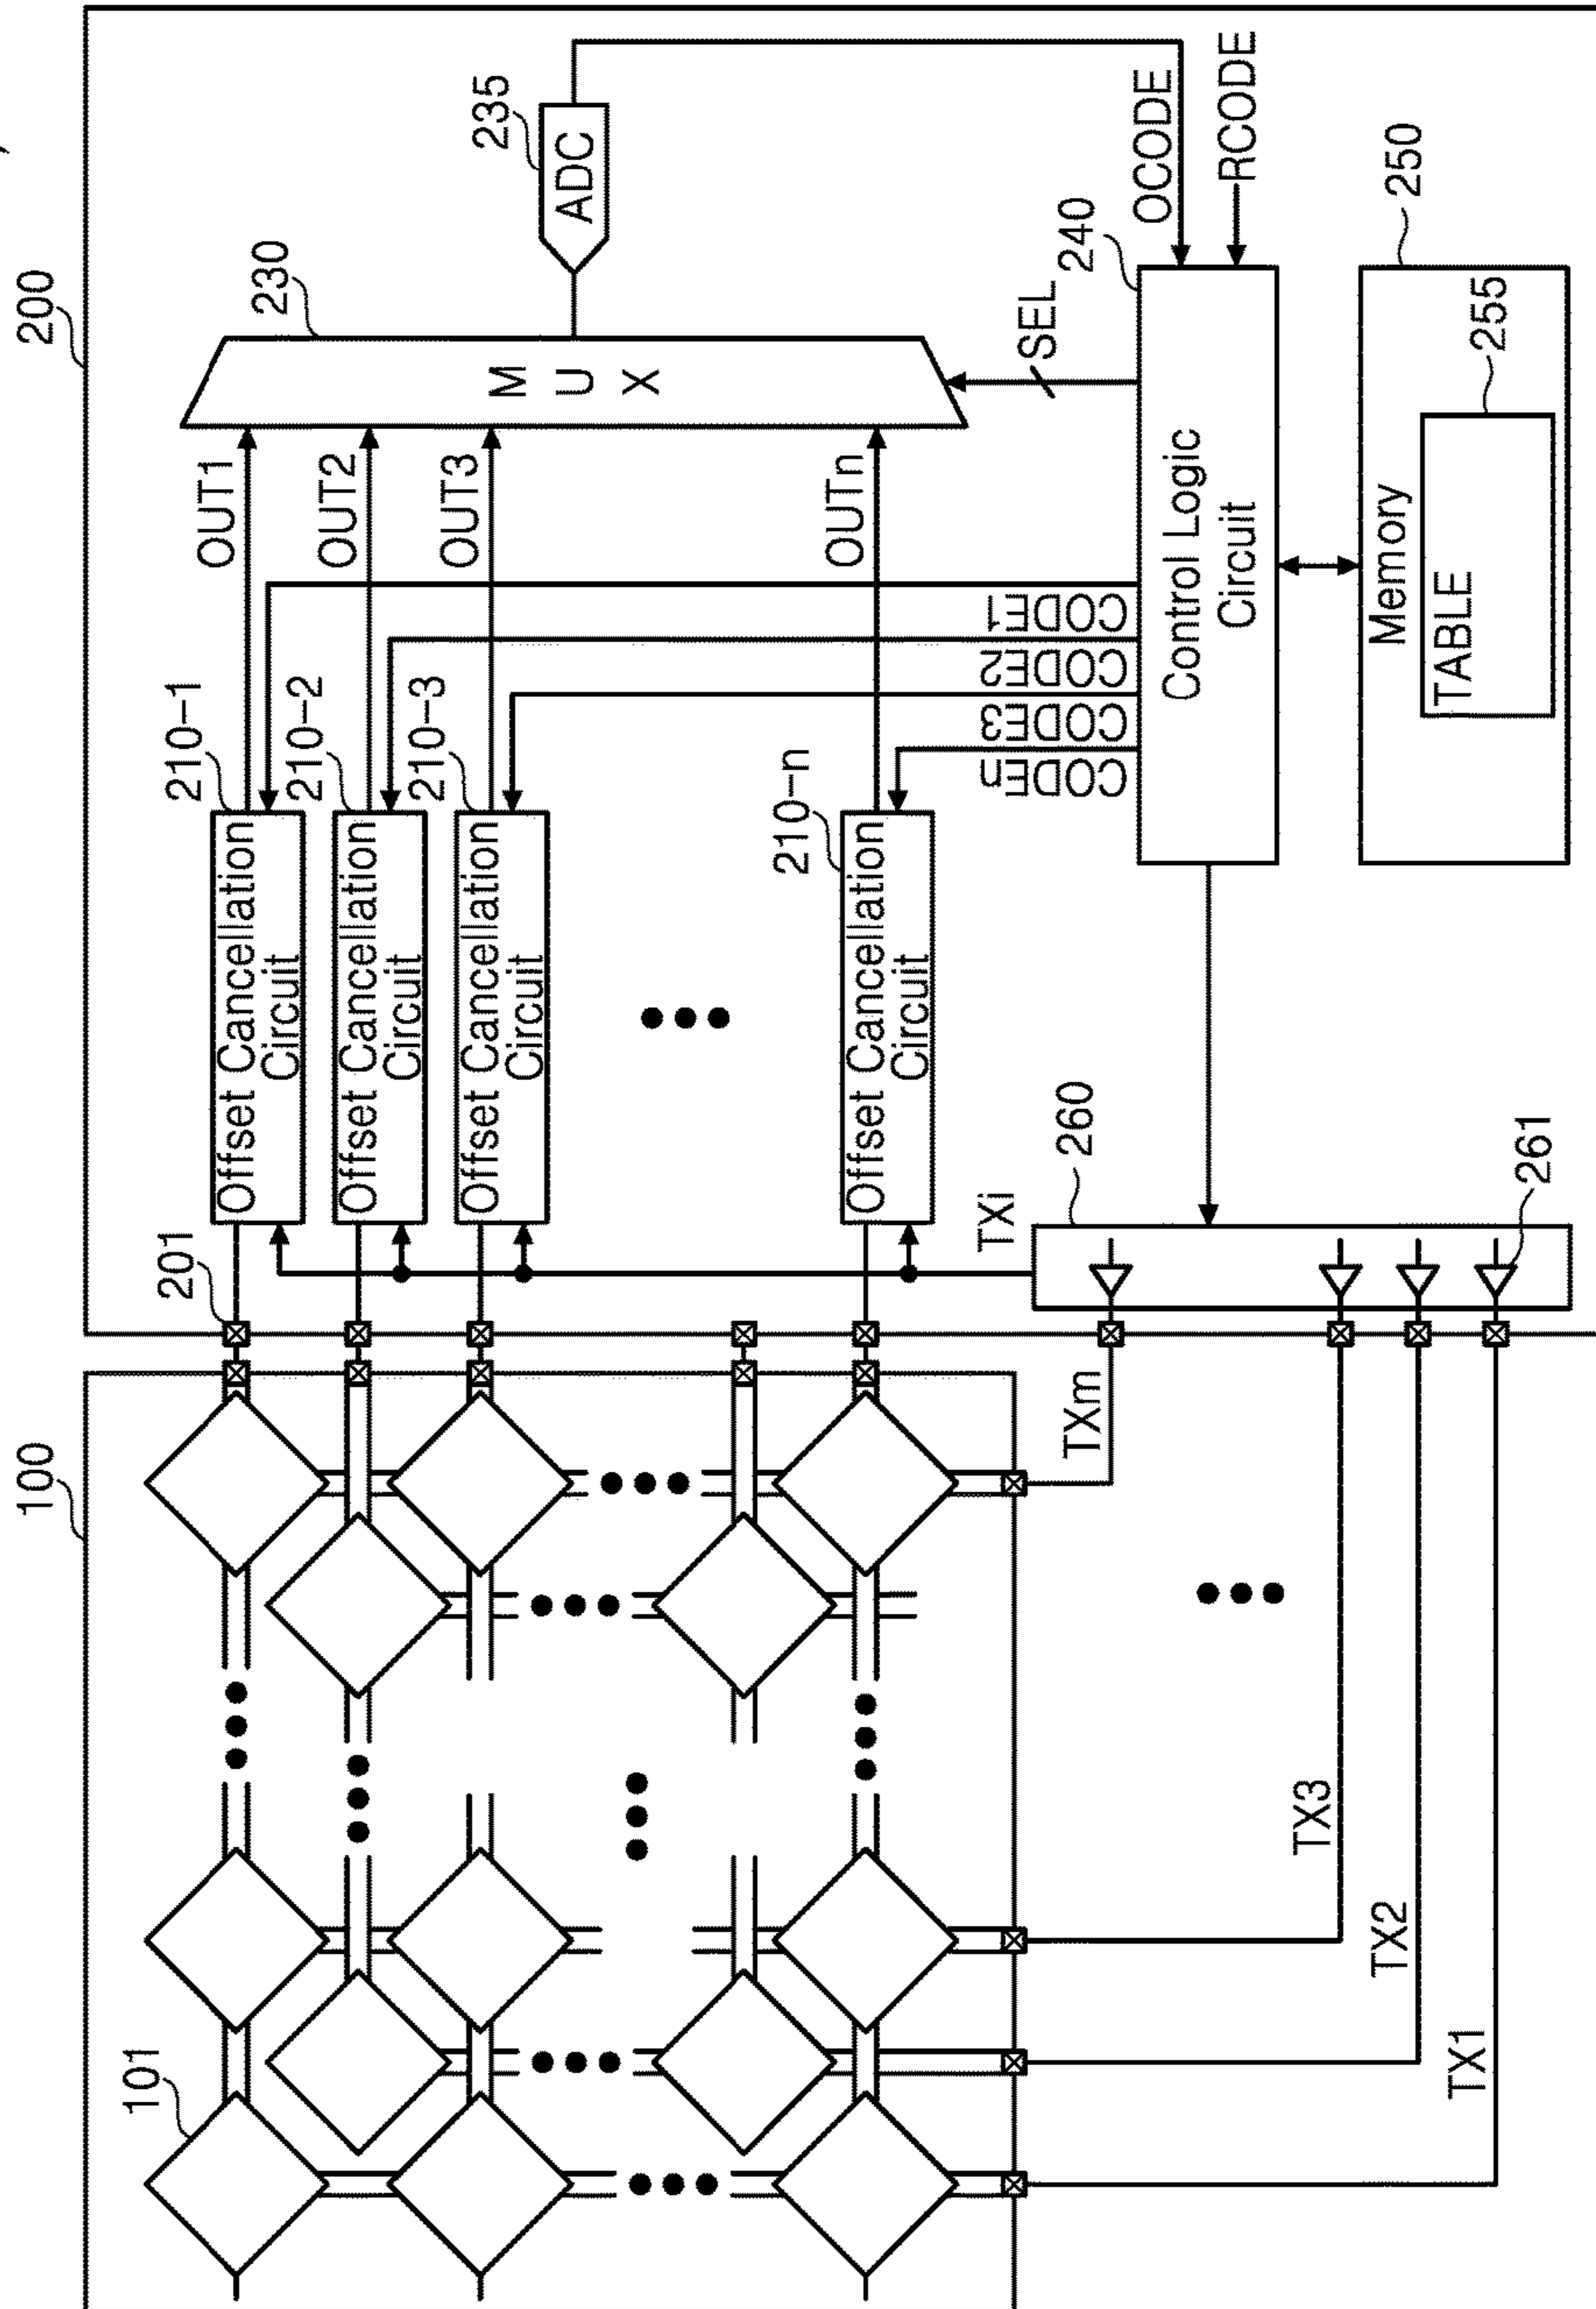 100
200
101
201
210-1
Offset Cancellation
Circuit
OUT1
210-2
Offset Cancellation
Circuit
OUT2
210-3
Offset Cancellation
Circuit
OUT3
210-n
Offset Cancellation
Circuit
OUTn
230
MUX
235
ADC
CODE1
CODE2
CODE3
CODEn
SEL
240
Control Logic
Circuit
OCODE
RCODE
250
Memory
TABLE
255
TXi
260
261
TXm
TX3
TX2
TX1